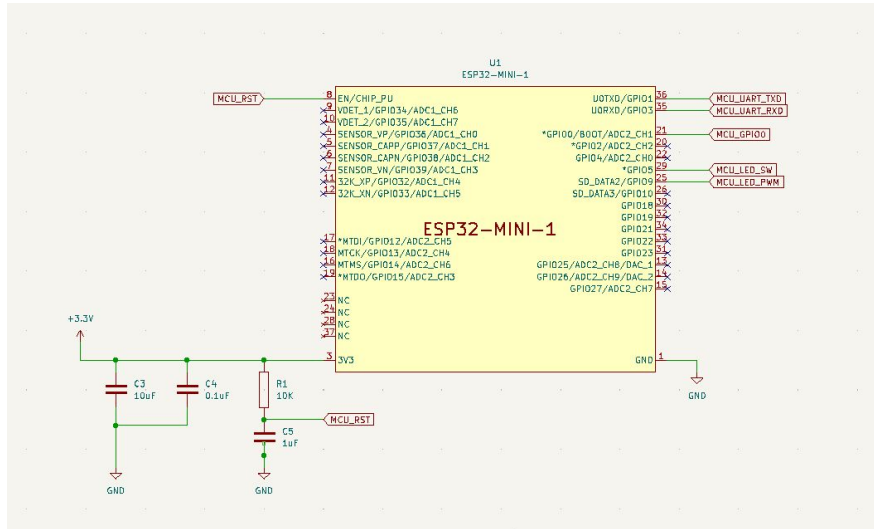 U1
ESP32-MINI-1
MCU_RST
8 EN/CHIP_PU
9 VDET_1/GPIO34/ADC1_CH6
10 VDET_2/GPIO35/ADC1_CH7
4 SENSOR_VP/GPIO36/ADC1_CH0
5 SENSOR_CAPP/GPIO37/ADC1_CH1
6 SENSOR_CAPN/GPIO38/ADC1_CH2
7 SENSOR_VN/GPIO39/ADC1_CH3
11 32K_XP/GPIO32/ADC1_CH4
12 32K_XN/GPIO33/ADC1_CH5
17 *MTDI/GPIO12/ADC2_CH5
18 MTCK/GPIO13/ADC2_CH4
16 MTMS/GPIO14/ADC2_CH6
19 *MTDO/GPIO15/ADC2_CH3
23 NC
24 NC
28 NC
37 NC
3 3V3
ESP32-MINI-1
U0TXD/GPIO1 36 MCU_UART_TXD
U0RXD/GPIO3 35 MCU_UART_RXD
*GPIO0/BOOT/ADC2_CH1 21 MCU_GPIO0
*GPIO2/ADC2_CH2 20
GPIO4/ADC2_CH0 22
*GPIO5 29 MCU_LED_SW
SD_DATA2/GPIO9 25 MCU_LED_PWM
SD_DATA3/GPIO10 26
GPIO18 30
GPIO19 32
GPIO21 34
GPIO22 33
GPIO23 31
GPIO25/ADC2_CH8/DAC_1 13
GPIO26/ADC2_CH9/DAC_2 14
GPIO27/ADC2_CH7 15
GND 1
GND
+3.3V
C3
10uF
C4
0.1uF
R1
10K
MCU_RST
C5
1uF
GND
GND